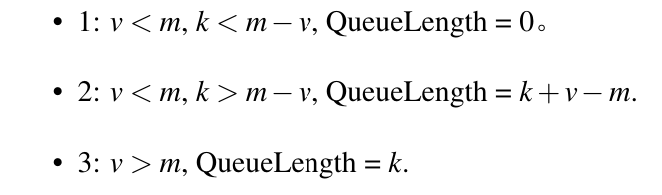 • 1: v < m, k < m − v, QueueLength = 0。
• 2: v < m, k > m − v, QueueLength = k + v − m.
• 3: v > m, QueueLength = k.